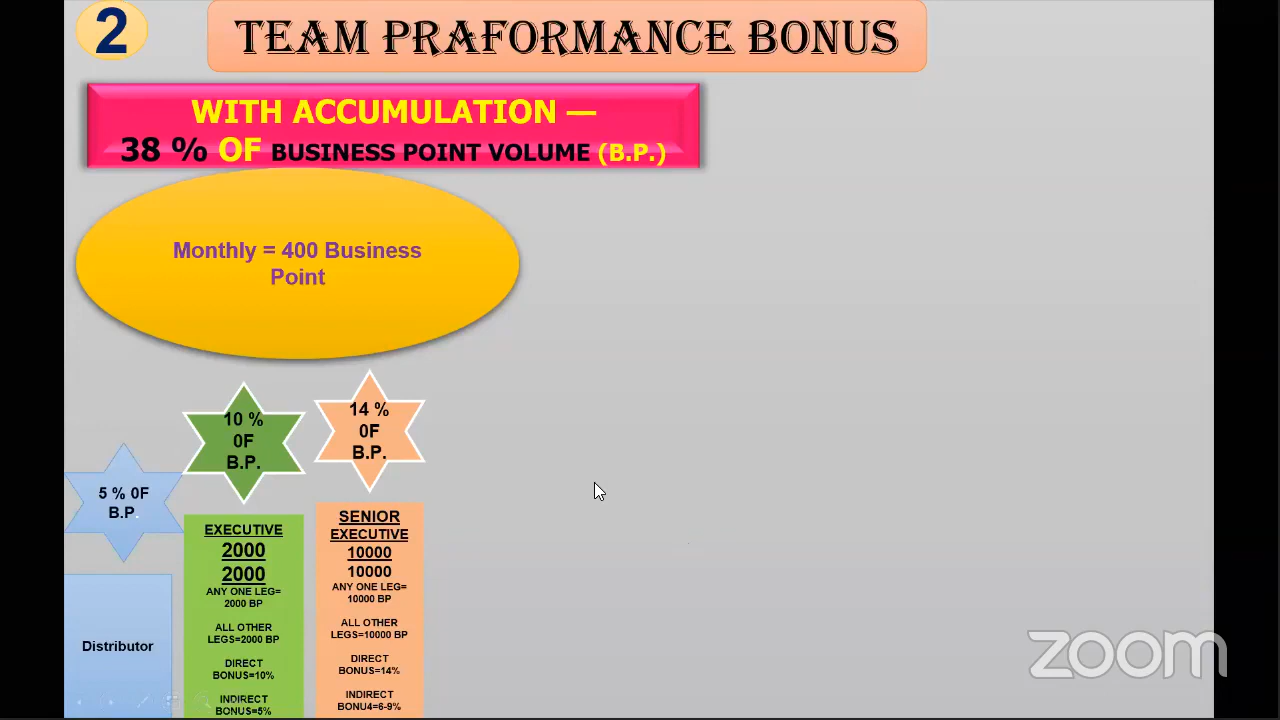 2
TEAM PRAFORMANCE BONUS
WITH ACCUMULATION —
38 % OF BUSINESS POINT VOLUME (B.P.)
Monthly = 400 Business
Point
10 %
0F
B.P.
14 %
0F
B.P.
5 % 0F
B.P.
Distributor
EXECUTIVE
2000
2000
ANY ONE LEG=
2000 BP
ALL OTHER
LEGS=2000 BP
DIRECT
BONUS=10%
INDIRECT
BONUS=5%
SENIOR
EXECUTIVE
10000
10000
ANY ONE LEG=
10000 BP
ALL OTHER
LEGS=10000 BP
DIRECT
BONUS=14%
INDIRECT
BONU4=6-9%
zoom